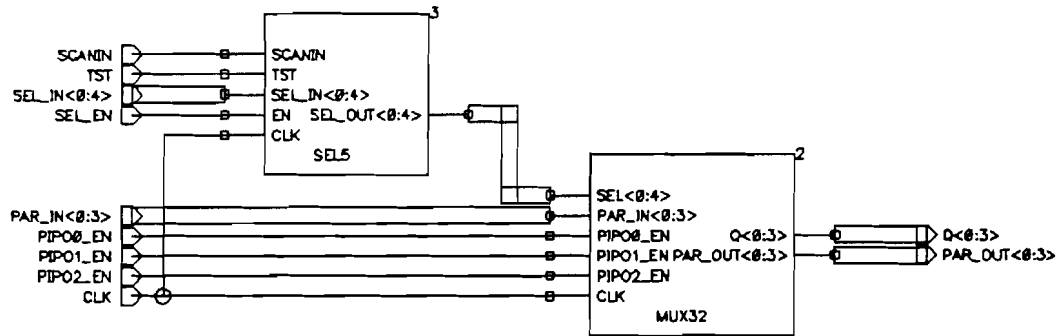 3
SCANIN SCANIN
TST TST
SEL_IN<0:4> SEL_IN<0:4>
SEL_EN EN SEL_OUT<0:4>
CLK
SEL5
2
SEL<0:4>
PAR_IN<0:3> PAR_IN<0:3>
PIPO0_EN PIPO0_EN Q<0:3> Q<0:3>
PIPO1_EN PIPO1_EN PAR_OUT<0:3> PAR_OUT<0:3>
PIPO2_EN PIPO2_EN
CLK CLK
MUX32